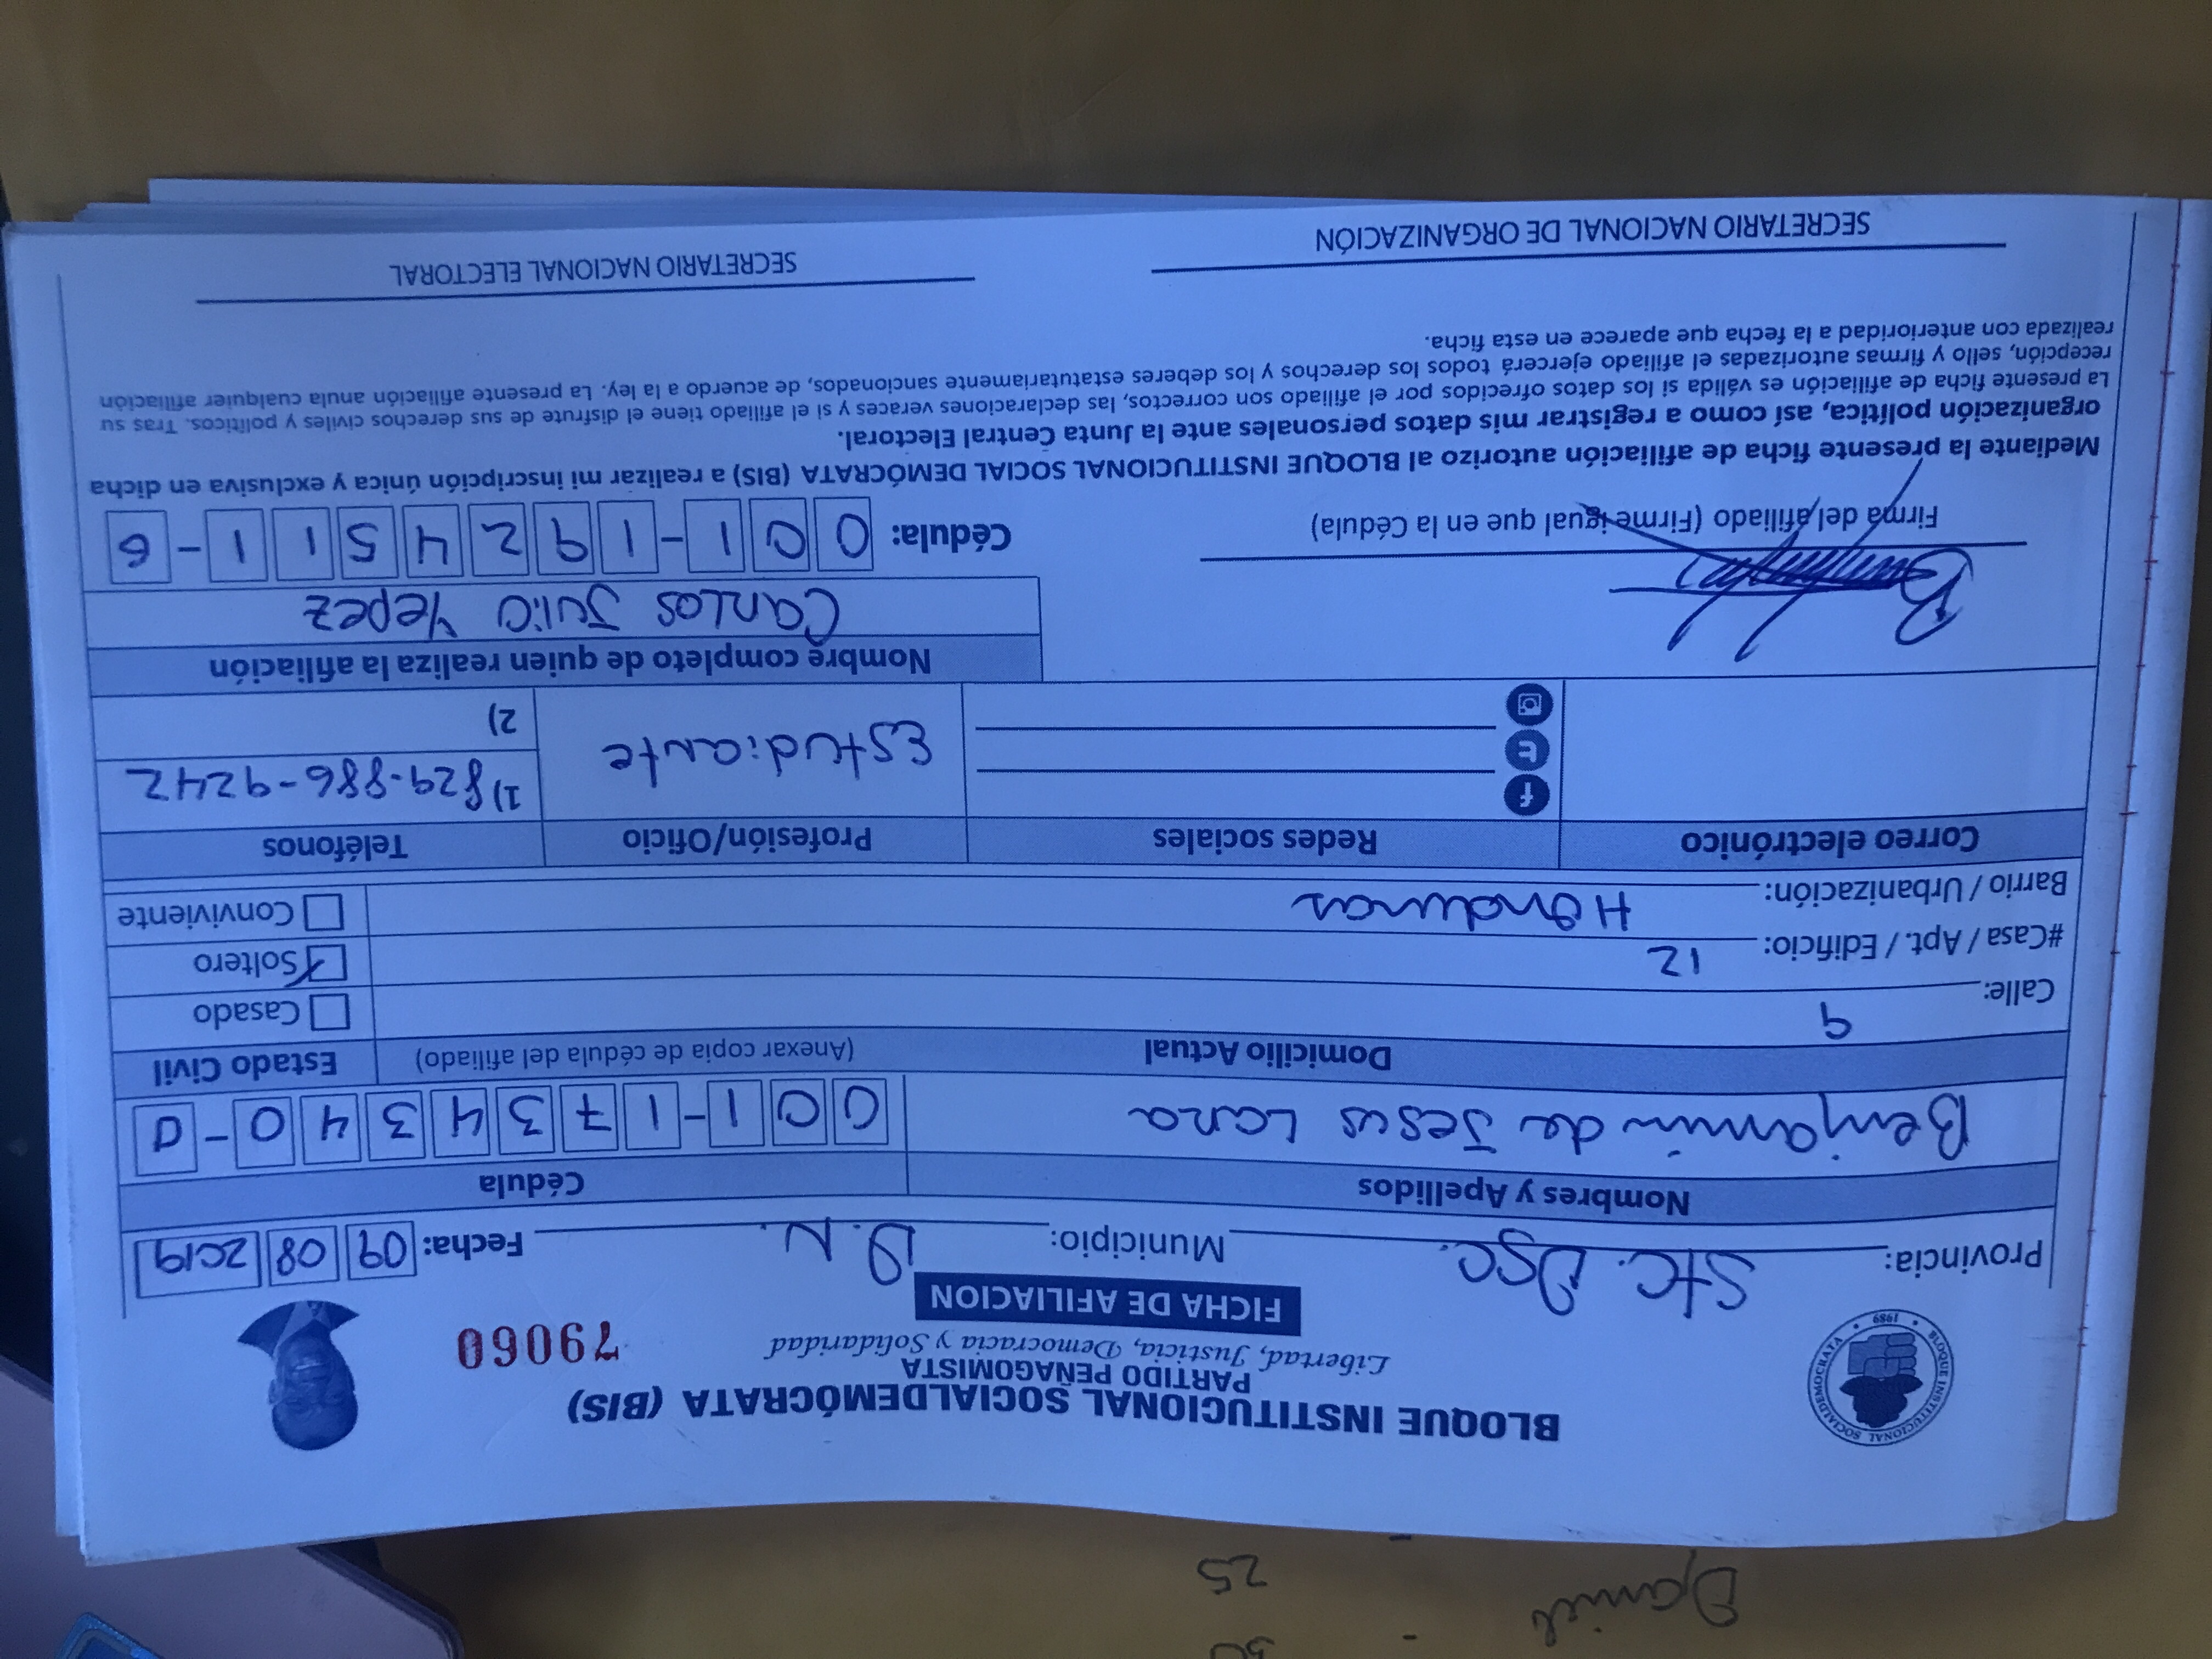 BLOQUE INSTITUCIONAL SOCIALDEMÓCRATA (BIS)
PARTIDO PEÑAGOMISTA
Libertad, Justicia, Democracia y Solidaridad
79060
BLOQUE INSTITUCIONAL SOCIALDEMOCRATA
1989
FICHA DE AFILIACION
Provincia: Sto. Dgo. Municipio: D. N. Fecha: 09 08 2019
Nombres y Apellidos Cédula
Benjamin de Jesus Lara 001-1734340-0
Domicilio Actual (Anexar copia de cédula del afiliado) Estado Civil
Calle: 9
Casado
#Casa / Apt. / Edificio: 12
Soltero
Barrio / Urbanización: Honduras
Conviviente
Correo electrónico Redes sociales Profesión/Oficio Teléfonos
1) 829-886-9242
Estudiante
2)
Nombre completo de quien realiza la afiliación
Carlos Julio Yepez
Firma del afiliado (Firme igual que en la Cédula)
Cédula: 001-1924511-6
Mediante la presente ficha de afiliación autorizo al BLOQUE INSTITUCIONAL SOCIAL DEMÓCRATA (BIS) a realizar mi inscripción única y exclusiva en dicha
organización política, así como a registrar mis datos personales ante la Junta Central Electoral.
La presente ficha de afiliación es válida si los datos ofrecidos por el afiliado son correctos, las declaraciones veraces y si el afiliado tiene el disfrute de sus derechos civiles y políticos. Tras su
recepción, sello y firmas autorizadas el afiliado ejercerá todos los derechos y los deberes estatutariamente sancionados, de acuerdo a la ley. La presente afiliación anula cualquier afiliación
realizada con anterioridad a la fecha que aparece en esta ficha.
SECRETARIO NACIONAL DE ORGANIZACIÓN
SECRETARIO NACIONAL ELECTORAL